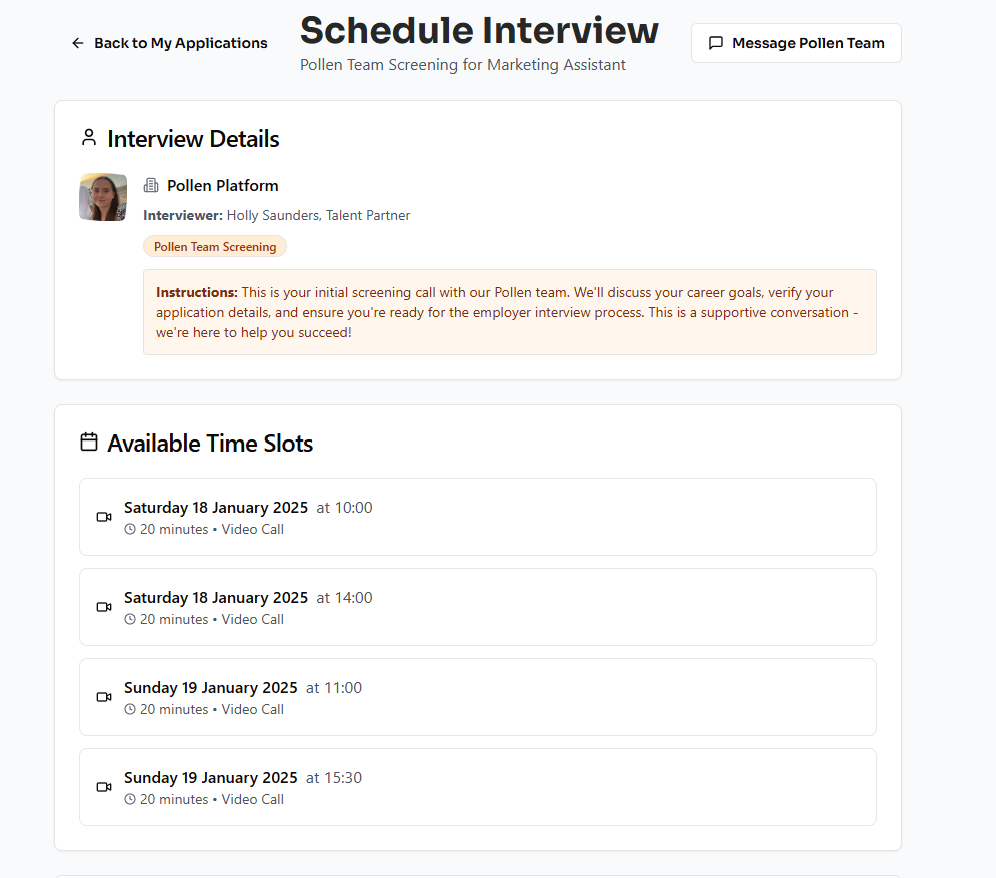 Back to My Applications
Schedule Interview
Pollen Team Screening for Marketing Assistant
Message Pollen Team
Interview Details
Pollen Platform
Interviewer: Holly Saunders, Talent Partner
Pollen Team Screening
Instructions: This is your initial screening call with our Pollen team. We'll discuss your career goals, verify your
application details, and ensure you're ready for the employer interview process. This is a supportive conversation -
we're here to help you succeed!
Available Time Slots
Saturday 18 January 2025 at 10:00
20 minutes • Video Call
Saturday 18 January 2025 at 14:00
20 minutes • Video Call
Sunday 19 January 2025 at 11:00
20 minutes • Video Call
Sunday 19 January 2025 at 15:30
20 minutes • Video Call